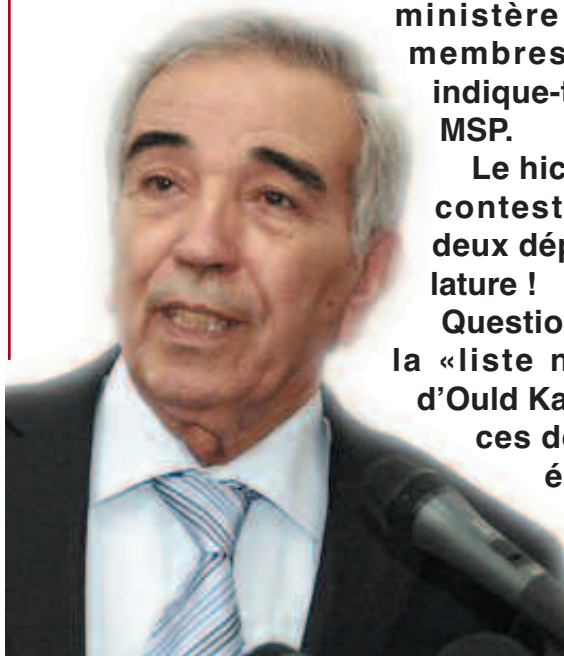 ministère
membres
indique-t
MSP.
Le hic
contest
deux dép
lature !
Questio
la «liste n
d’Ould Ka
ces de
é